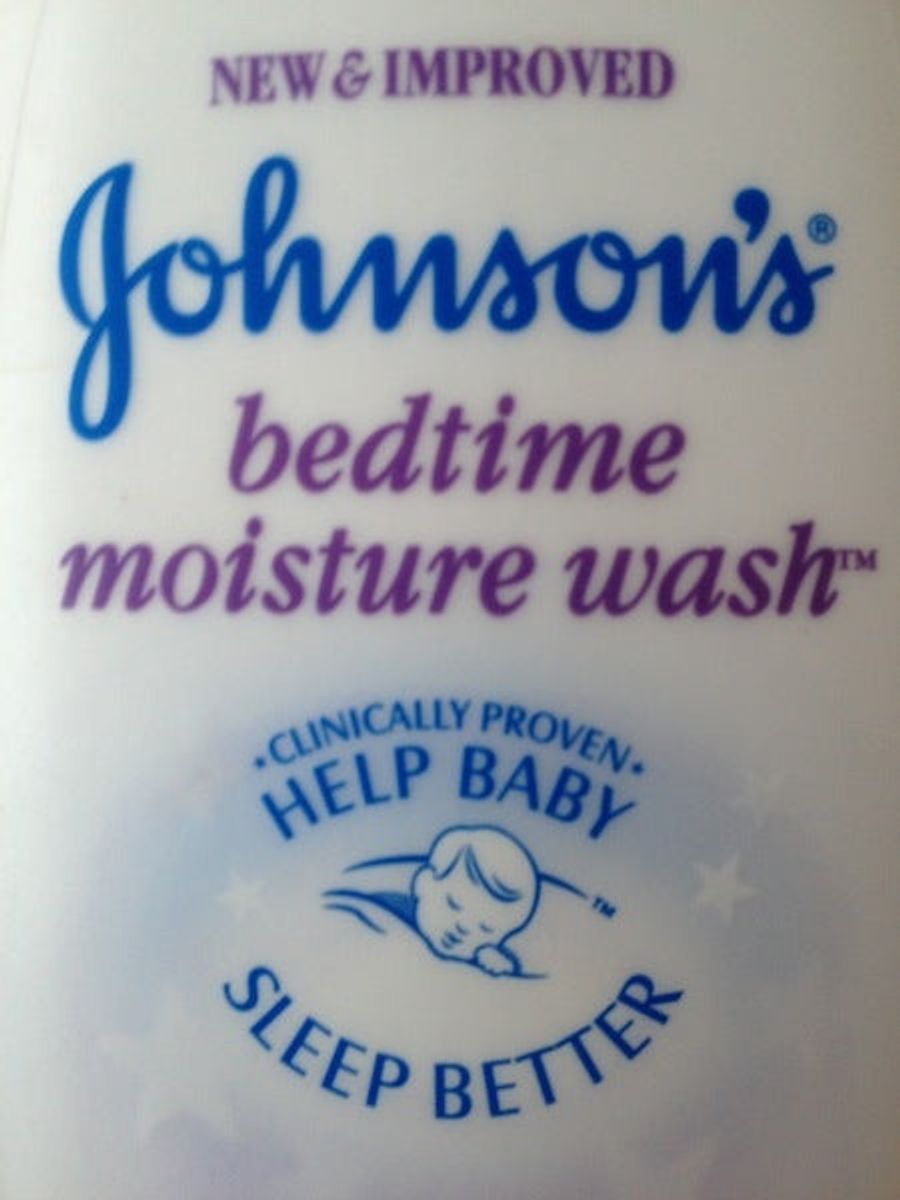 NEW & IMPROVED
Johnson's®
bedtime
moisture wash™
·CLINICALLY PROVEN·
HELP BABY
™
SLEEP BETTER